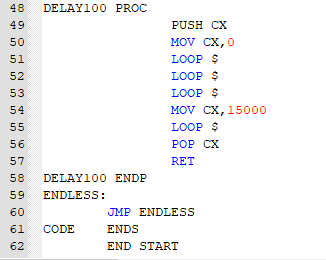 48 DELAY100 PROC
49 PUSH CX
50 MOV CX,0
51 LOOP $
52 LOOP $
53 LOOP $
54 MOV CX,15000
55 LOOP $
56 POP CX
57 RET
58 DELAY100 ENDP
59 ENDLESS:
60 JMP ENDLESS
61 CODE ENDS
62 END START